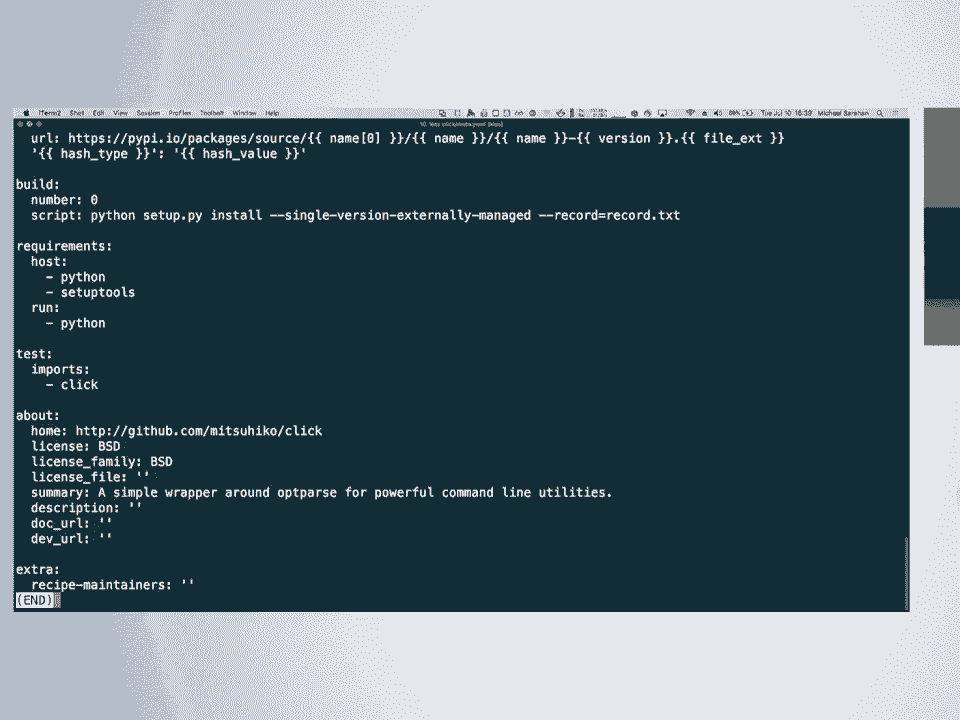 iTerm2 Shell Edit View Session Profiles Toolbelt Window Help Tue Jul 10 16:39 Michael Sarahan
url: https://pypi.io/packages/source/{{ name[0] }}/{{ name }}/{{ name }}-{{ version }}.{{ file_ext }}
'{{ hash_type }}': '{{ hash_value }}'
build:
number: 0
script: python setup.py install --single-version-externally-managed --record=record.txt
requirements:
host:
- python
- setuptools
run:
- python
test:
imports:
- click
about:
home: http://github.com/mitsuhiko/click
license: BSD
license_family: BSD
license_file: ''
summary: A simple wrapper around optparse for powerful command line utilities.
description: ''
doc_url: ''
dev_url: ''
extra:
recipe-maintainers: ''
(END)